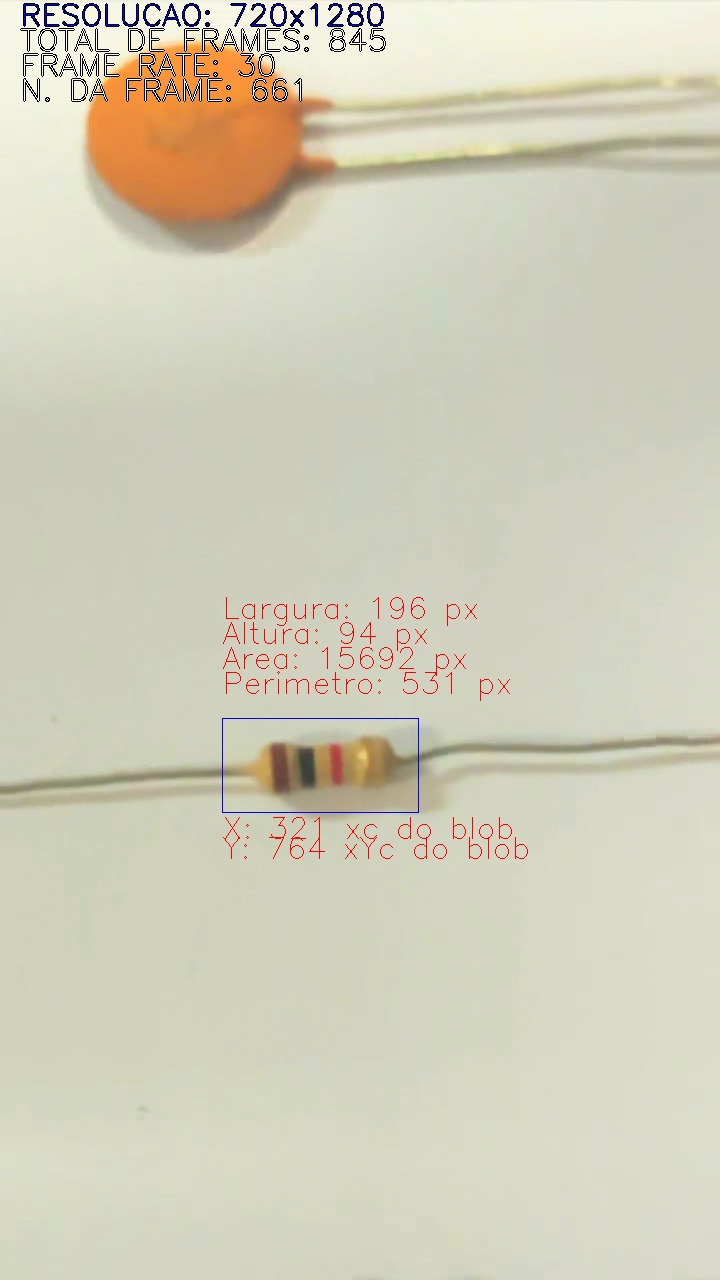 RESOLUCAO: 720x1280
TOTAL DE FRAMES: 845
FRAME RATE: 30
N. DA FRAME: 661
Largura: 196 px
Altura: 94 px
Area: 15692 px
Perimetro: 531 px
X: 321 xc do blob
Y: 764 xYc do blob